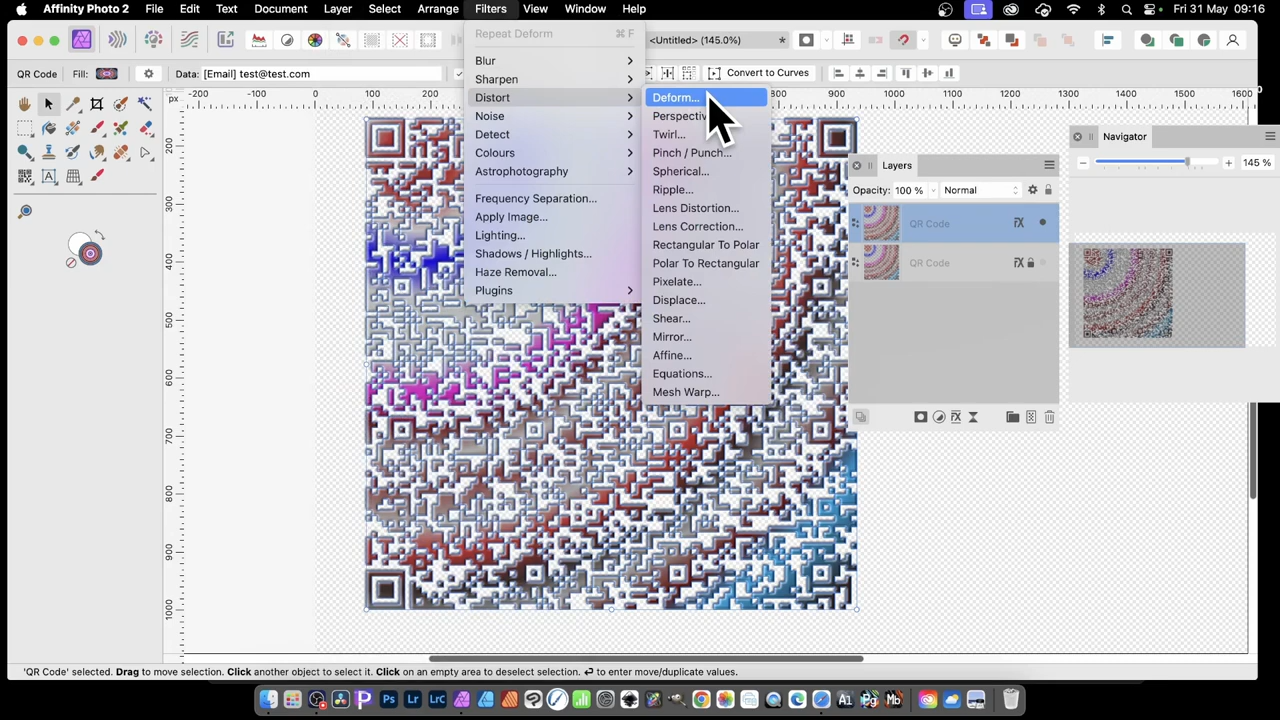 Affinity Photo 2 File Edit Text Document Layer Select Arrange Filters View Window Help Fri 31 May 09:16
<Untitled> (145.0%) *
QR Code Fill: Data: [Email] test@test.com Convert to Curves
px
-200 -100 0 100 200 800 900 1000 1100 1200 1300 1400 1500 1600
200
300
400
500
600
700
800
900
1000
Repeat Deform ⌘ F
Blur
Sharpen
Distort
Noise
Detect
Colours
Astrophotography
Frequency Separation...
Apply Image...
Lighting...
Shadows / Highlights...
Haze Removal...
Plugins
Deform...
Perspectiv
Twirl...
Pinch / Punch...
Spherical...
Ripple...
Lens Distortion...
Lens Correction...
Rectangular To Polar
Polar To Rectangular
Pixelate...
Displace...
Shear...
Mirror...
Affine...
Equations...
Mesh Warp...
Layers
Opacity: 100 % Normal
QR Code
QR Code
Navigator
145 %
'QR Code' selected. Drag to move selection. Click another object to select it. Click on an empty area to deselect selection. ⏎ to enter move/duplicate values.
Ps Lr LrC Ai Pg Mb